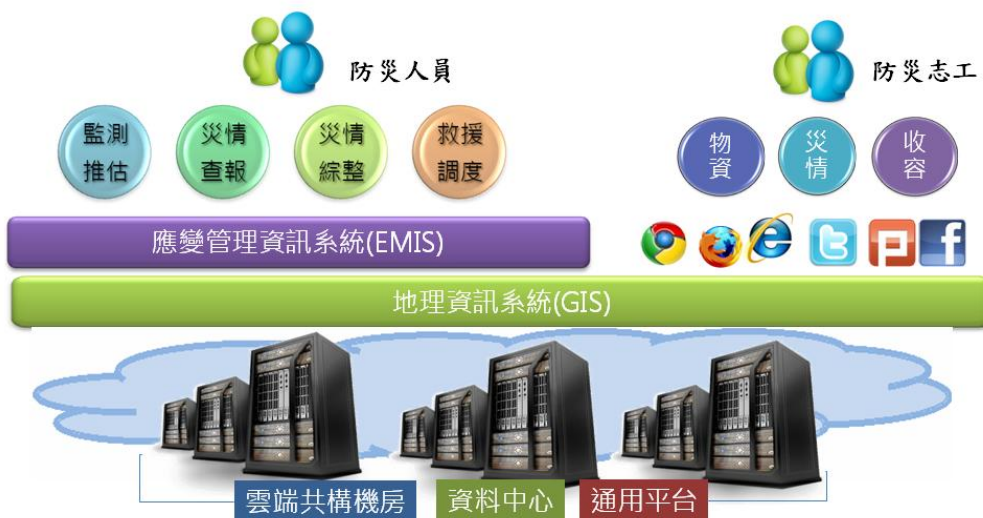 防災人員
防災志工
監測
推估
災情
查報
災情
綜整
救援
調度
物
資
災
情
收
容
應變管理資訊系統(EMIS)
地理資訊系統(GIS)
雲端共構機房
資料中心
通用平台